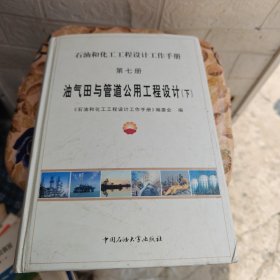 石油和化工工程设计工作手册
第七册
油气田与管道公用工程设计(下)
《石油和化工工程设计工作手册》编委会 编
中国石油大学出版社